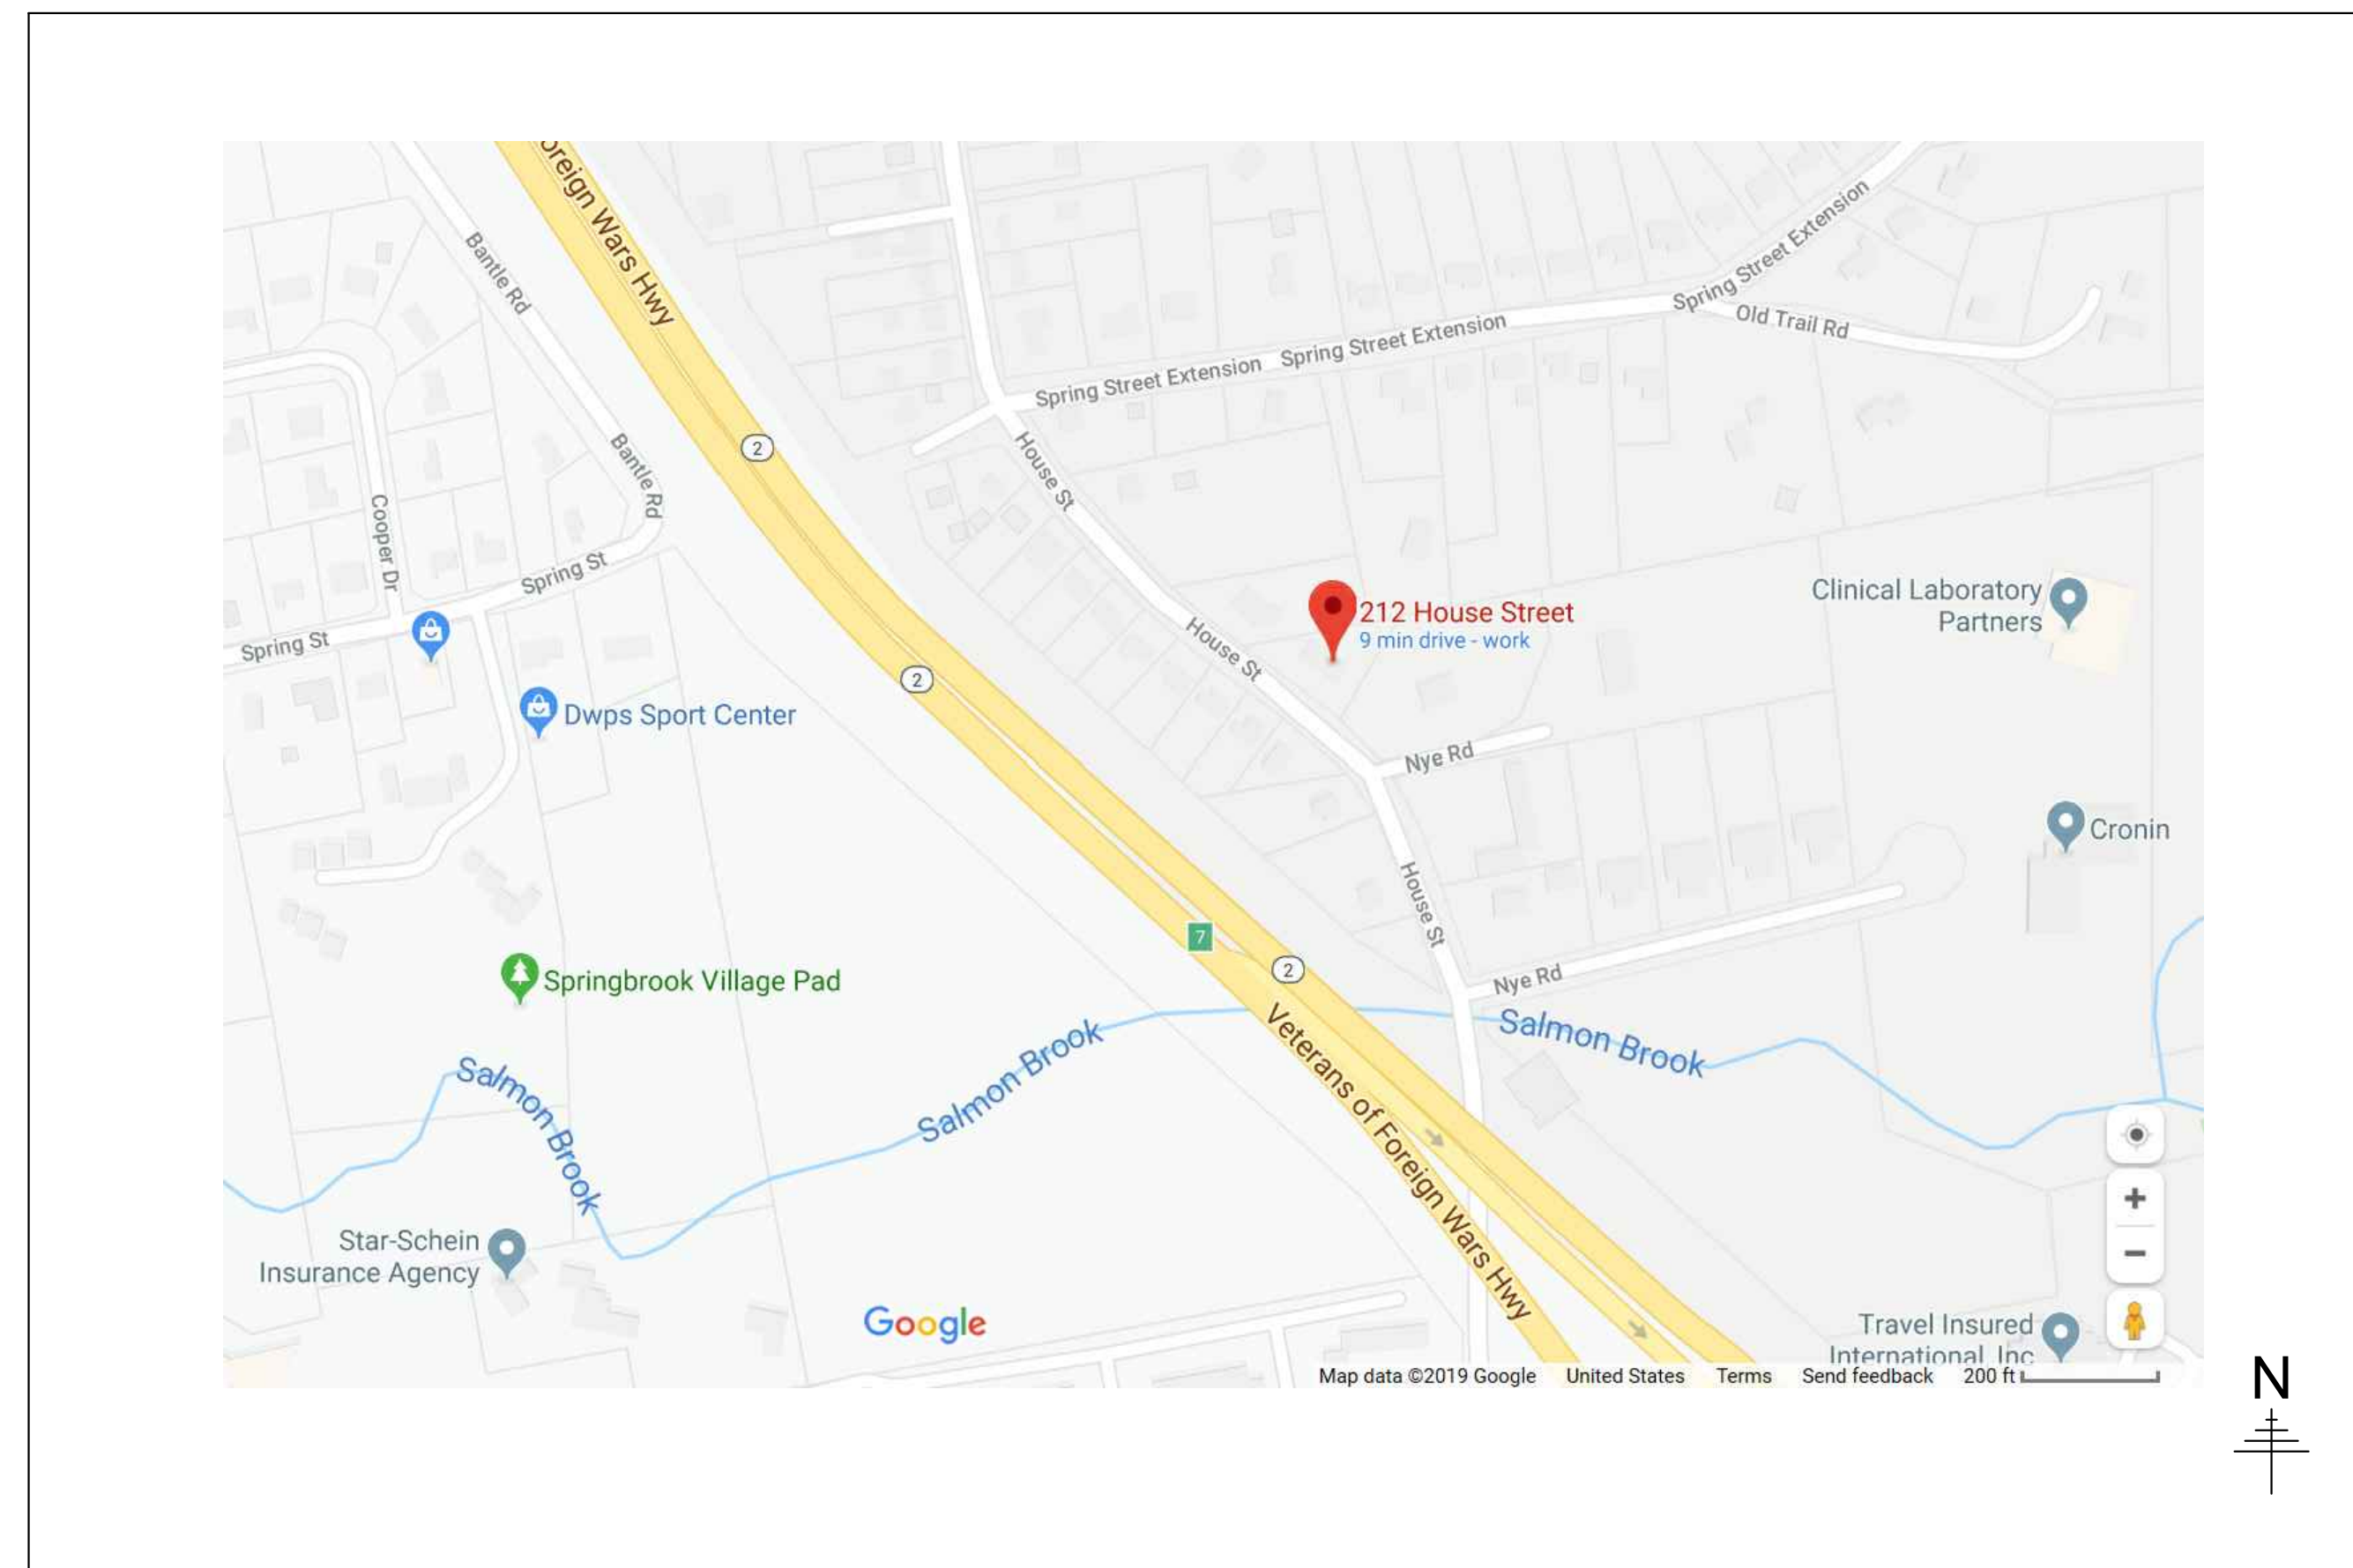 oreign Wars Hwy
Bantle Rd
Spring Street Extension
Spring Street Extension
Spring Street Extension
Old Trail Rd
Bantle Rd
2
House St
Cooper Dr
Spring St
Spring St
212 House Street
9 min drive - work
Clinical Laboratory
Partners
House St
2
Dwps Sport Center
Nye Rd
Cronin
House St
7
2
Nye Rd
Springbrook Village Pad
Salmon Brook
Salmon Brook
Salmon Brook
Veterans of Foreign Wars Hwy
Star-Schein
Insurance Agency
Google
Travel Insured
International, Inc
Map data ©2019 Google United States Terms Send feedback 200 ft
N